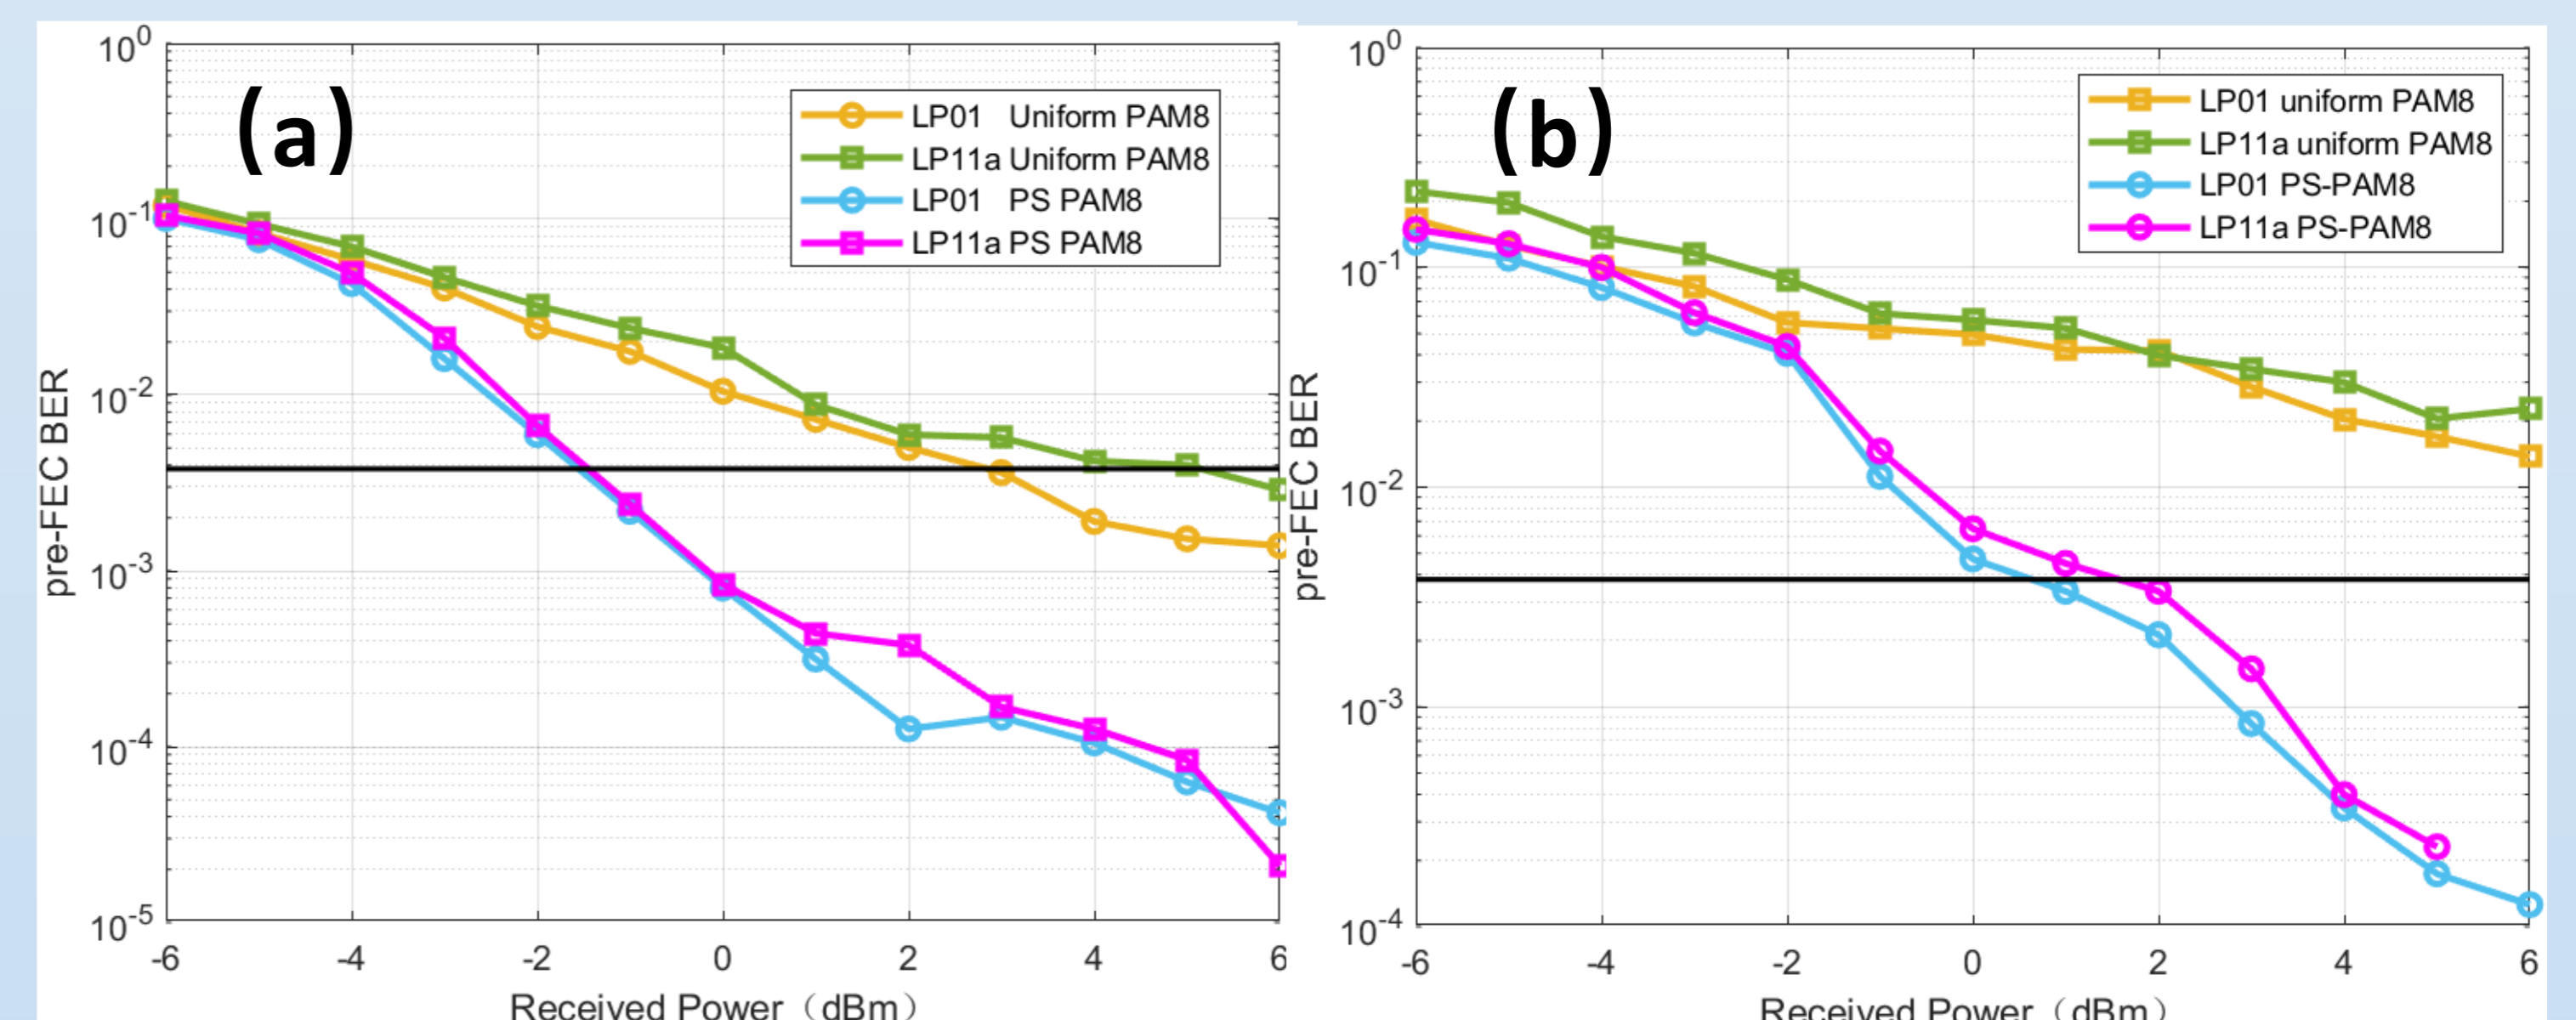 (a)
10^0
10^-1
10^-2
10^-3
10^-4
10^-5
pre-FEC BER
LP01 Uniform PAM8
LP11a Uniform PAM8
LP01 PS PAM8
LP11a PS PAM8
-6 -4 -2 0 2 4 6
Received Power（dBm）
(b)
10^0
10^-1
10^-2
10^-3
10^-4
pre-FEC BER
LP01 uniform PAM8
LP11a uniform PAM8
LP01 PS-PAM8
LP11a PS-PAM8
-6 -4 -2 0 2 4 6
Received Power（dBm）